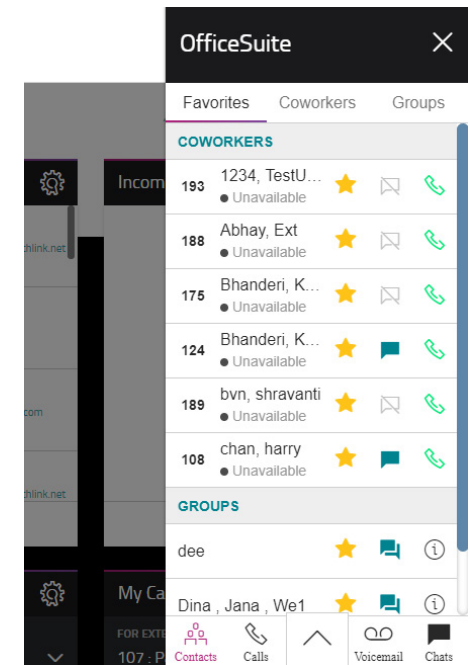 OfficeSuite
Favorites Coworkers Groups
COWORKERS
193 1234, TestU...
Unavailable
188 Abhay, Ext
Unavailable
175 Bhanderi, K...
Unavailable
124 Bhanderi, K...
Unavailable
189 bvn, shravanti
Unavailable
108 chan, harry
Unavailable
GROUPS
dee
Dina , Jana , We1
Contacts Calls Voicemail Chats
Incom
hlink.net
com
hlink.net
My Ca
FOR EXTE
107 : P